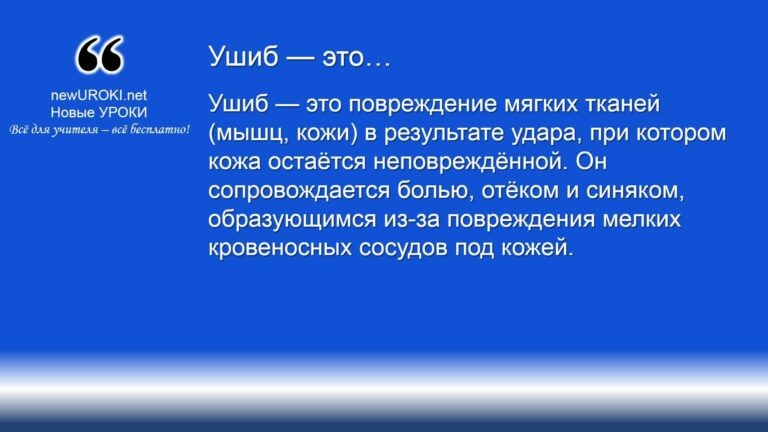 newUROKI.net
Новые УРОКИ
Всё для учителя – всё бесплатно!
Ушиб — это…
Ушиб — это повреждение мягких тканей
(мышц, кожи) в результате удара, при котором
кожа остаётся неповреждённой. Он
сопровождается болью, отёком и синяком,
образующимся из-за повреждения мелких
кровеносных сосудов под кожей.